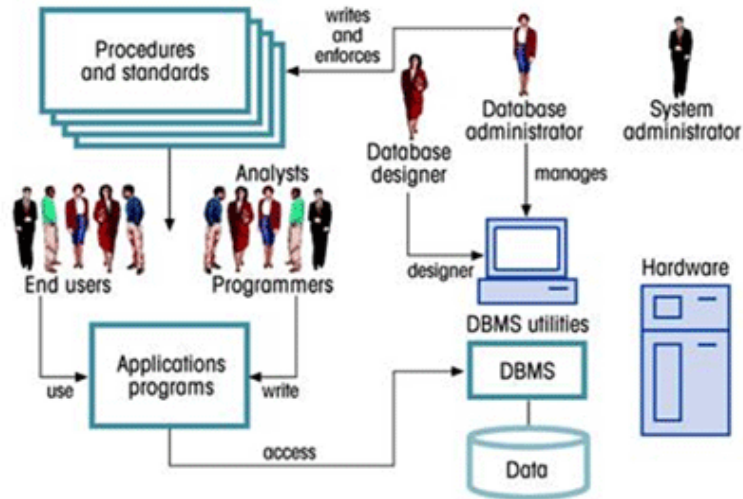 writes
and
enforces
Procedures
and standards
Database
administrator
System
administrator
Database
designer
manages
Analysts
End users
Programmers
designer
Hardware
DBMS utilities
Applications
programs
use
write
DBMS
access
Data